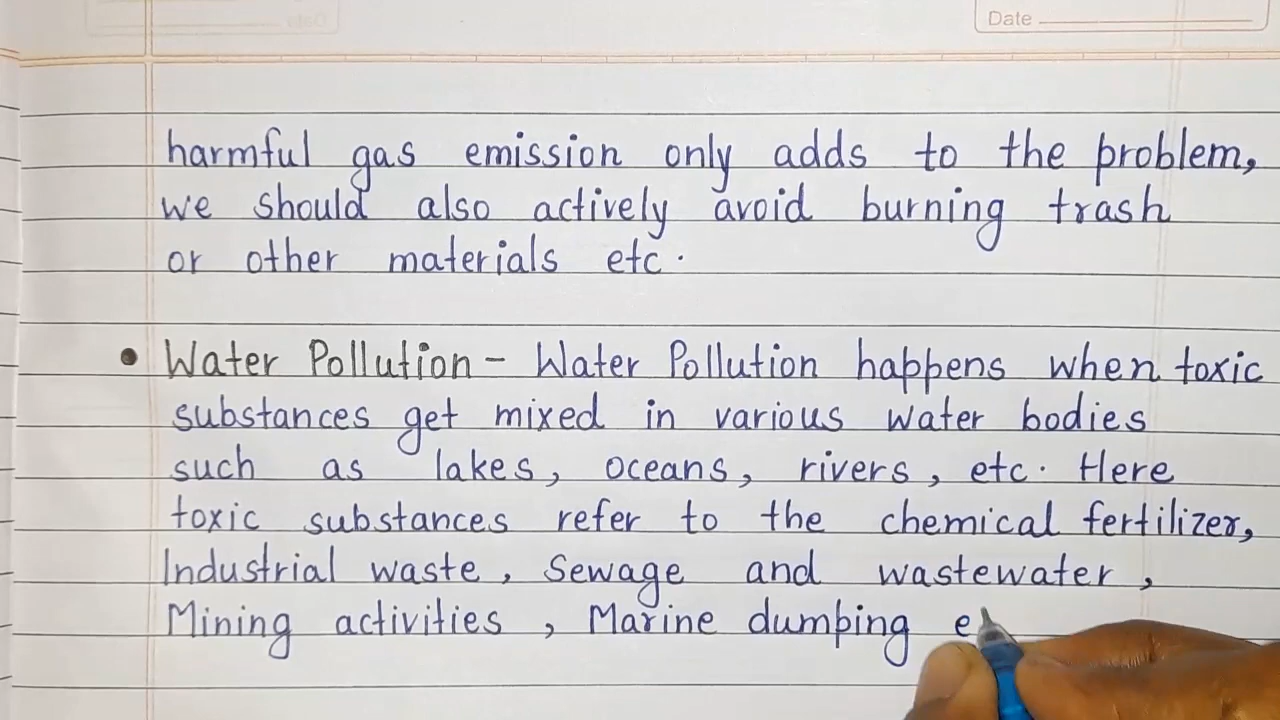 Date
harmful gas emission only adds to the problem,
we should also actively avoid burning trash
or other materials etc.
• Water Pollution - Water Pollution happens when toxic
substances get mixed in various water bodies
such as lakes, oceans, rivers, etc. Here
toxic substances refer to the chemical fertilizer,
Industrial waste, Sewage and wastewater,
Mining activities, Marine dumping e